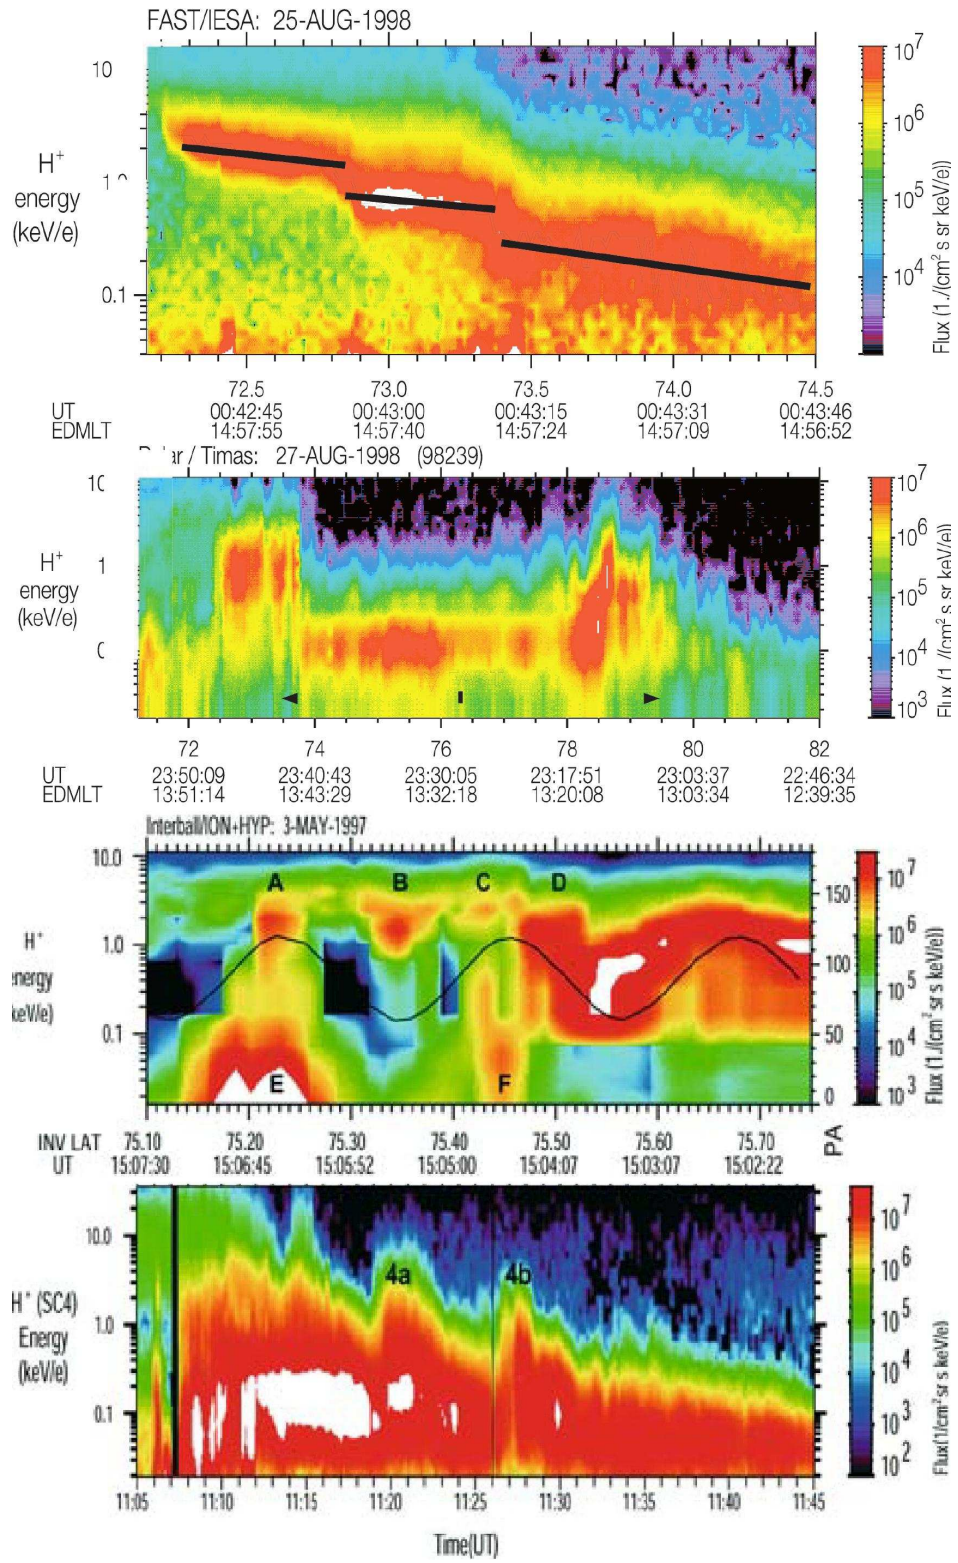 FAST/IESA: 25-AUG-1998
10
1
0.1
H+
energy
(keV/e)
10^7
10^6
10^5
10^4
Flux (1./(cm² s sr keV/e))
72.5 73.0 73.5 74.0 74.5
UT 00:42:45 00:43:00 00:43:15 00:43:31 00:43:46
EDMLT 14:57:55 14:57:40 14:57:24 14:57:09 14:56:52
ar / Timas: 27-AUG-1998 (98239)
1
H+
energy
(keV/e)
10^7
10^6
10^5
10^4
10^3
72 74 76 78 80 82
UT 23:50:09 23:40:43 23:30:05 23:17:51 23:03:37 22:46:34
EDMLT 13:51:14 13:43:29 13:32:18 13:20:08 13:03:34 12:39:35
Interball/ION+HYP: 3-MAY-1997
10.0
1.0
0.1
H+
A B C D
E F
150
100
50
0
PA
10^7
10^6
10^5
10^4
10^3
Flux (1./(cm² sr s keV/e))
75.10 75.20 75.30 75.40 75.50 75.60 75.70
INV LAT
UT 15:07:30 15:06:45 15:05:52 15:05:00 15:04:07 15:03:07 15:02:22
10.0
1.0
0.1
H+ (SC4)
Energy
(keV/e)
4a 4b
10^7
10^6
10^5
10^4
10^3
10^2
Flux(1/cm² sr s keV/e)
11:05 11:10 11:15 11:20 11:25 11:30 11:35 11:40 11:45
Time(UT)